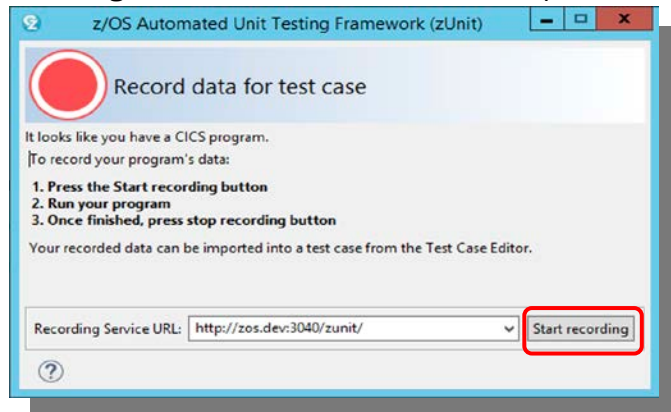 z/OS Automated Unit Testing Framework (zUnit)
Record data for test case
It looks like you have a CICS program.
To record your program's data:
1. Press the Start recording button
2. Run your program
3. Once finished, press stop recording button
Your recorded data can be imported into a test case from the Test Case Editor.
Recording Service URL: http://zos.dev:3040/zunit/ Start recording
?